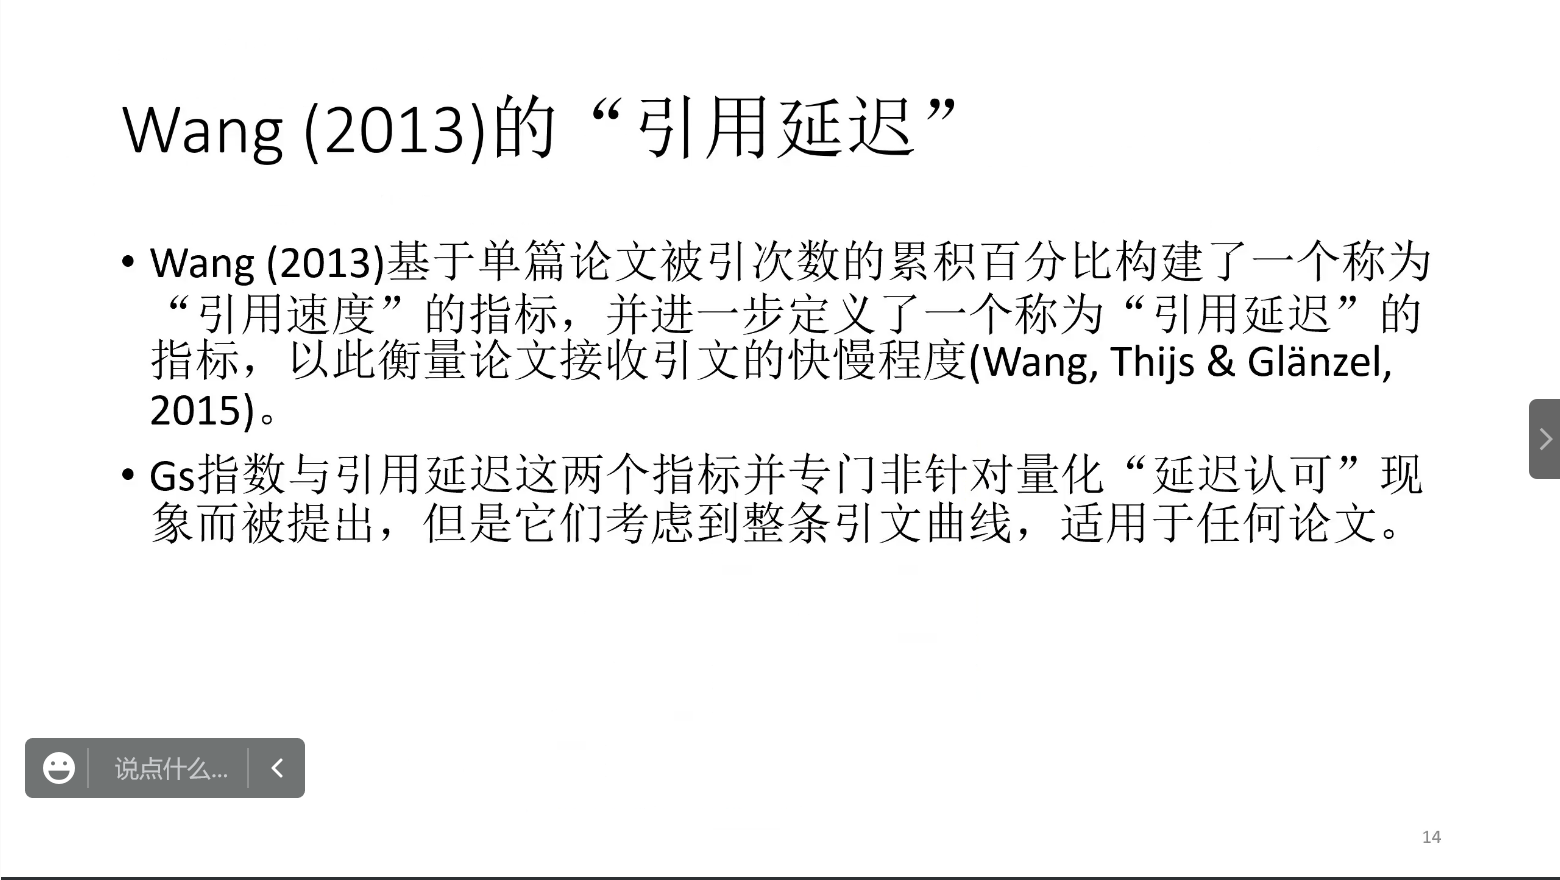 Wang (2013)的“引用延迟”
• Wang (2013)基于单篇论文被引次数的累积百分比构建了一个称为
“引用速度”的指标，并进一步定义了一个称为“引用延迟”的
指标，以此衡量论文接收引文的快慢程度(Wang, Thijs & Glänzel,
2015)。
• Gs指数与引用延迟这两个指标并专门非针对量化“延迟认可”现
象而被提出，但是它们考虑到整条引文曲线，适用于任何论文。
说点什么...
14